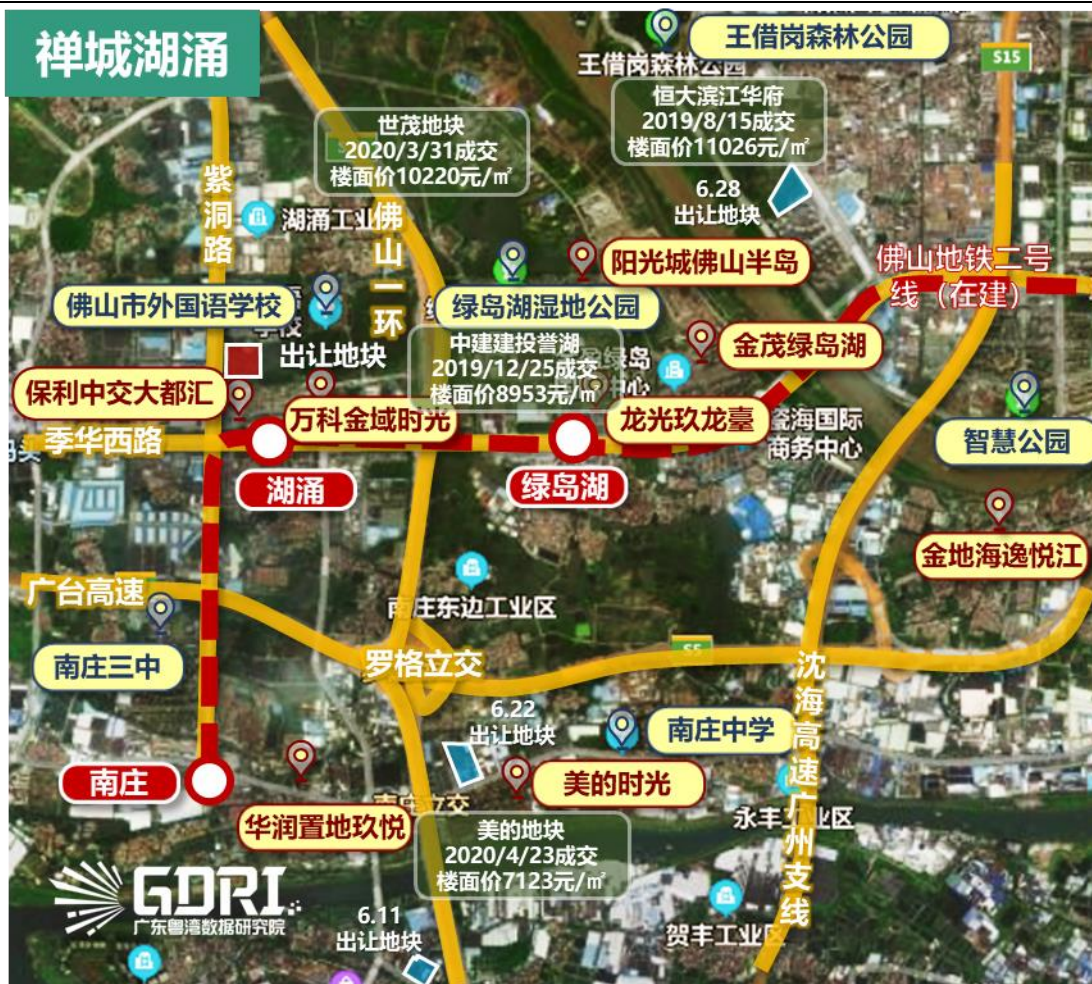 禅城湖涌
王借岗森林公园
王借岗森林公园
S15
恒大滨江华府
2019/8/15成交
楼面价11026元/㎡
世茂地块
2020/3/31成交
楼面价10220元/㎡
紫洞路
6.28
出让地块
湖涌工业
佛山一环
阳光城佛山半岛
佛山地铁二号
线（在建）
佛山市外国语学校
绿岛湖湿地公园
学校
出让地块
中建建投誉湖
2019/12/25成交
楼面价8953元/㎡
绿岛
中心
金茂绿岛湖
保利中交大都汇
万科金域时光
龙光玖龙臺
瓷海国际
商务中心
智慧公园
季华西路
湖涌
绿岛湖
金地海逸悦江
广台高速
南庄东边工业区
南庄三中
罗格立交
S5
沈海高速广州支线
6.22
出让地块
南庄中学
南庄
美的时光
南庄立交
华润置地玖悦
永丰工业区
美的地块
2020/4/23成交
楼面价7123元/㎡
GDRI
广东粤湾数据研究院
6.11
出让地块
贺丰工业区